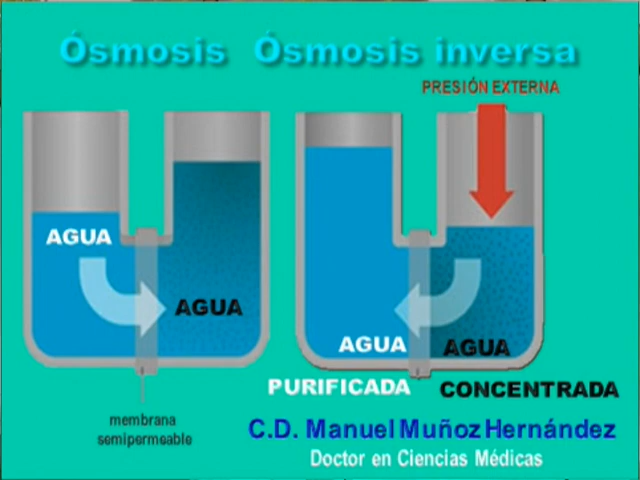 Ósmosis Ósmosis inversa
PRESIÓN EXTERNA
AGUA
AGUA
AGUA AGUA
PURIFICADA CONCENTRADA
membrana
semipermeable
C.D. Manuel Muñoz Hernández
Doctor en Ciencias Médicas